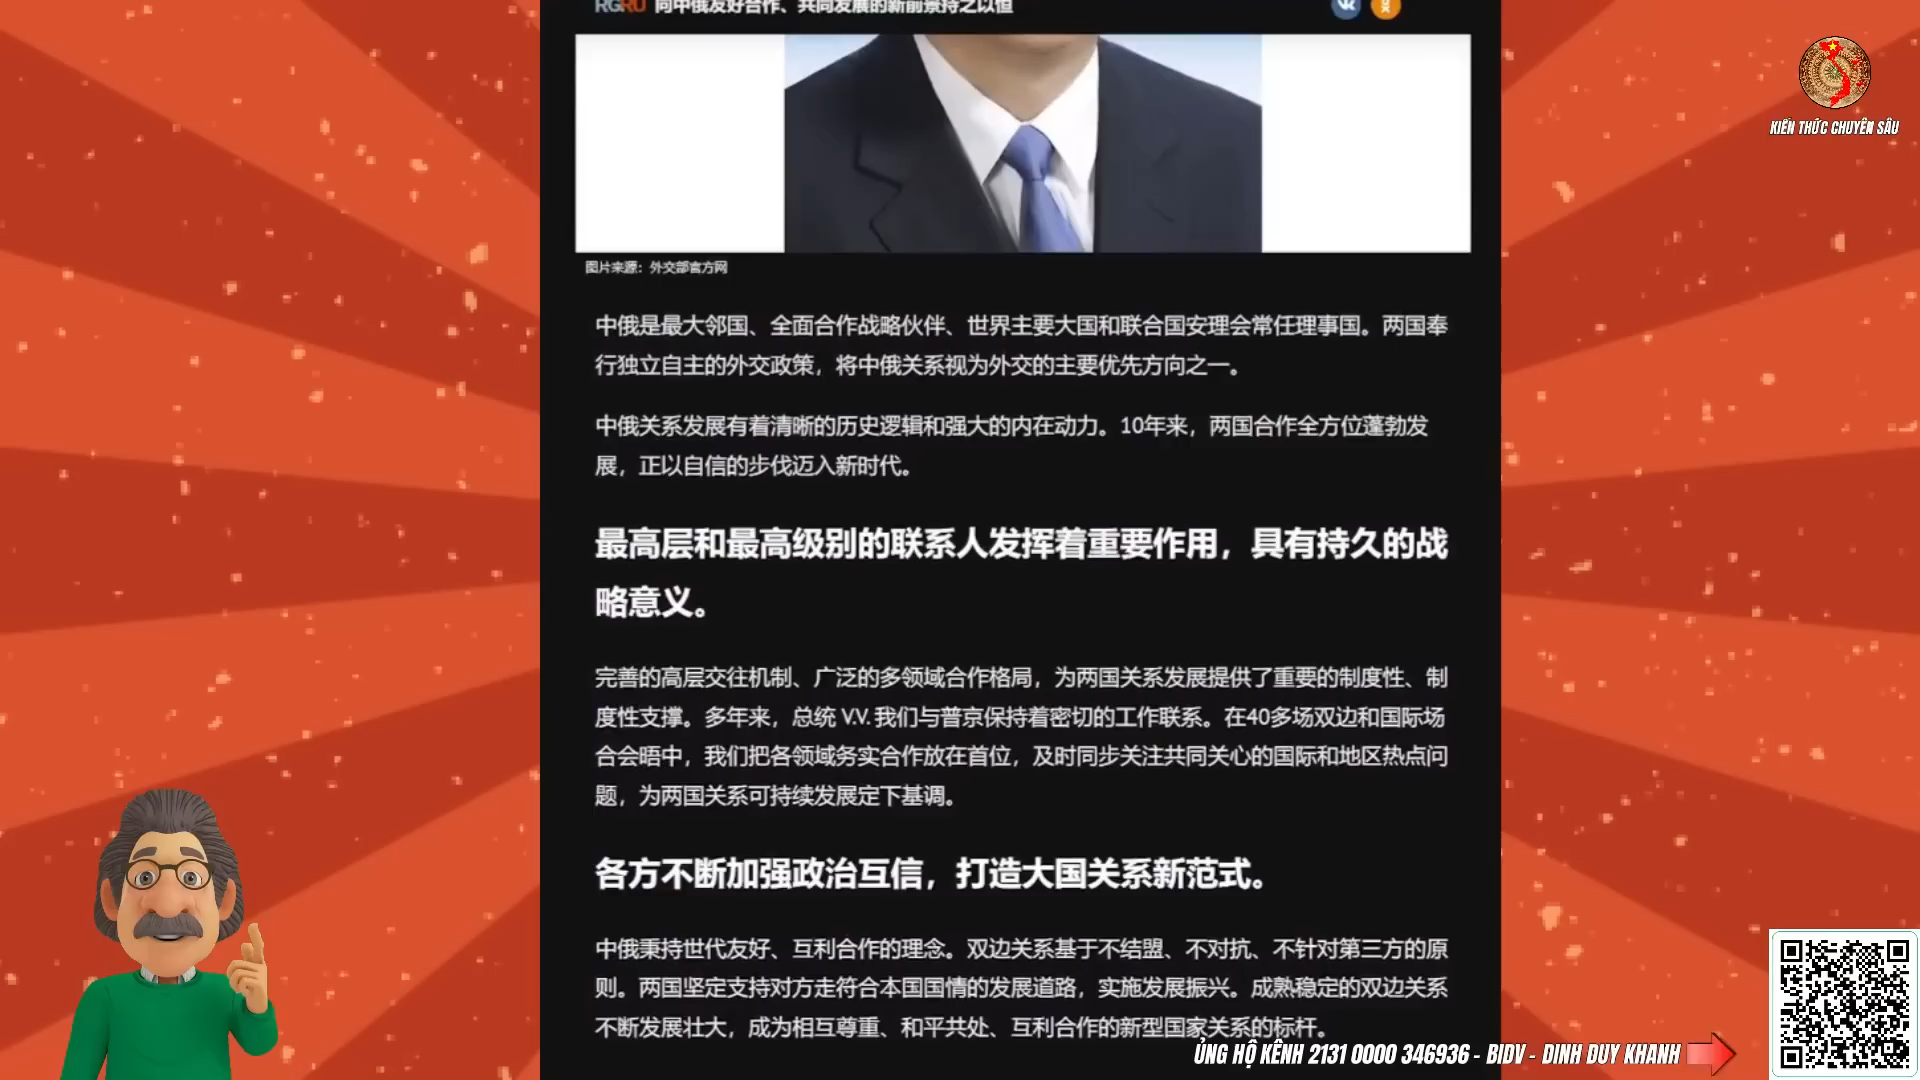 RGRU 向中俄友好合作、共同发展的新前景持之以恒
KIẾN THỨC CHUYÊN SÂU
图片来源：外交部官方网
中俄是最大邻国、全面合作战略伙伴、世界主要大国和联合国安理会常任理事国。两国奉
行独立自主的外交政策，将中俄关系视为外交的主要优先方向之一。
中俄关系发展有着清晰的历史逻辑和强大的内在动力。10年来，两国合作全方位蓬勃发
展，正以自信的步伐迈入新时代。
最高层和最高级别的联系人发挥着重要作用，具有持久的战
略意义。
完善的高层交往机制、广泛的多领域合作格局，为两国关系发展提供了重要的制度性、制
度性支撑。多年来，总统 V.V. 我们与普京保持着密切的工作联系。在40多场双边和国际场
合会晤中，我们把各领域务实合作放在首位，及时同步关注共同关心的国际和地区热点问
题，为两国关系可持续发展定下基调。
各方不断加强政治互信，打造大国关系新范式。
中俄秉持世代友好、互利合作的理念。双边关系基于不结盟、不对抗、不针对第三方的原
则。两国坚定支持对方走符合本国国情的发展道路，实施发展振兴。成熟稳定的双边关系
不断发展壮大，成为相互尊重、和平共处、互利合作的新型国家关系的标杆。
ỦNG HỘ KÊNH 2131 0000 346936 - BIDV - DINH DUY KHANH